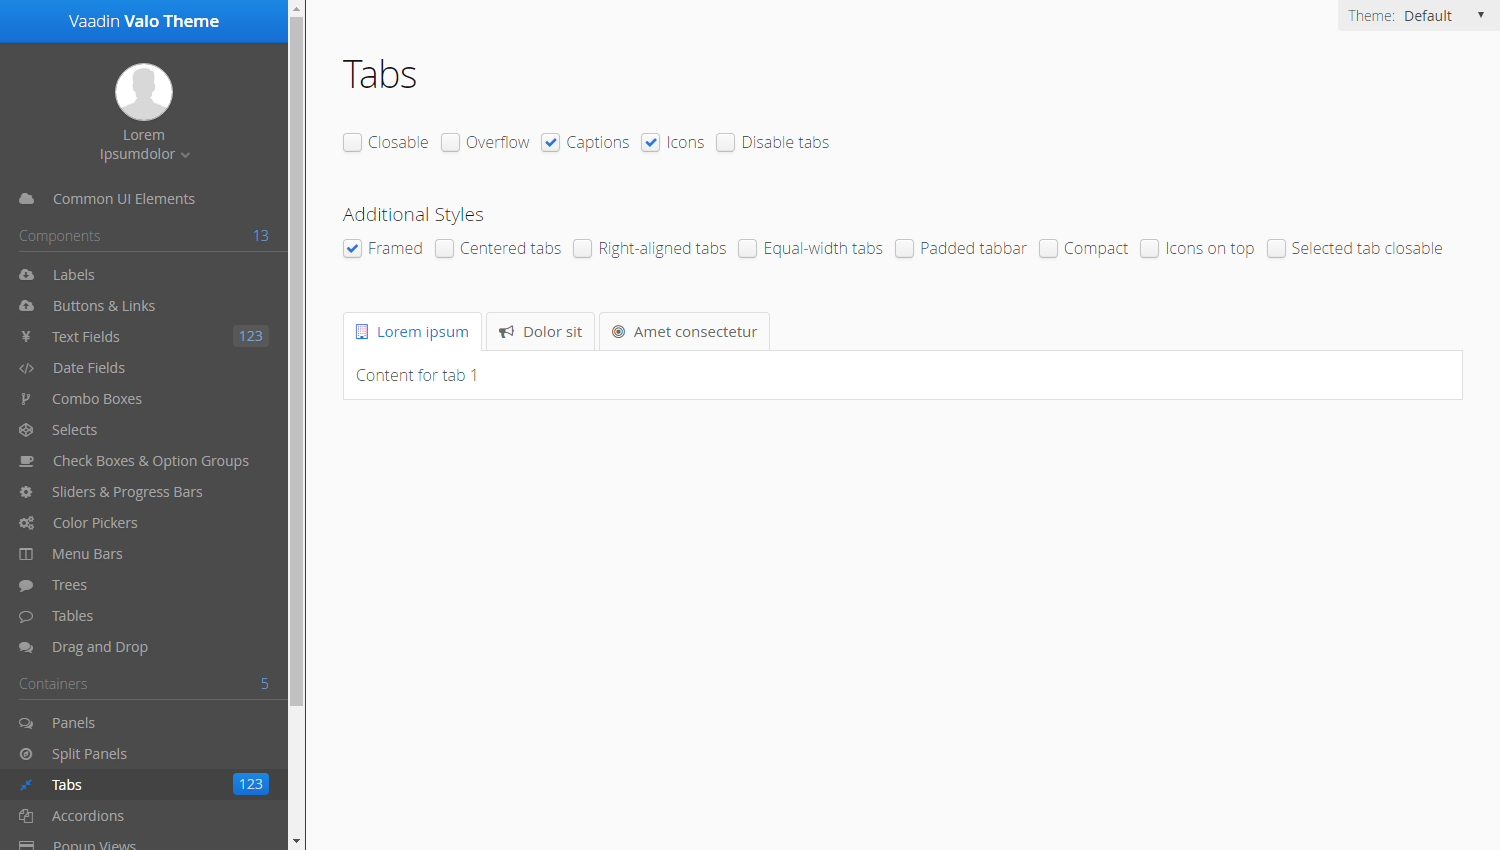 Vaadin Valo Theme
Lorem
Ipsumdolor
Common UI Elements
Components 13
Labels
Buttons & Links
Text Fields 123
Date Fields
Combo Boxes
Selects
Check Boxes & Option Groups
Sliders & Progress Bars
Color Pickers
Menu Bars
Trees
Tables
Drag and Drop
Containers 5
Panels
Split Panels
Tabs 123
Accordions
Popup Views
Theme: Default
Tabs
Closable Overflow Captions Icons Disable tabs
Additional Styles
Framed Centered tabs Right-aligned tabs Equal-width tabs Padded tabbar Compact Icons on top Selected tab closable
Lorem ipsum Dolor sit Amet consectetur
Content for tab 1